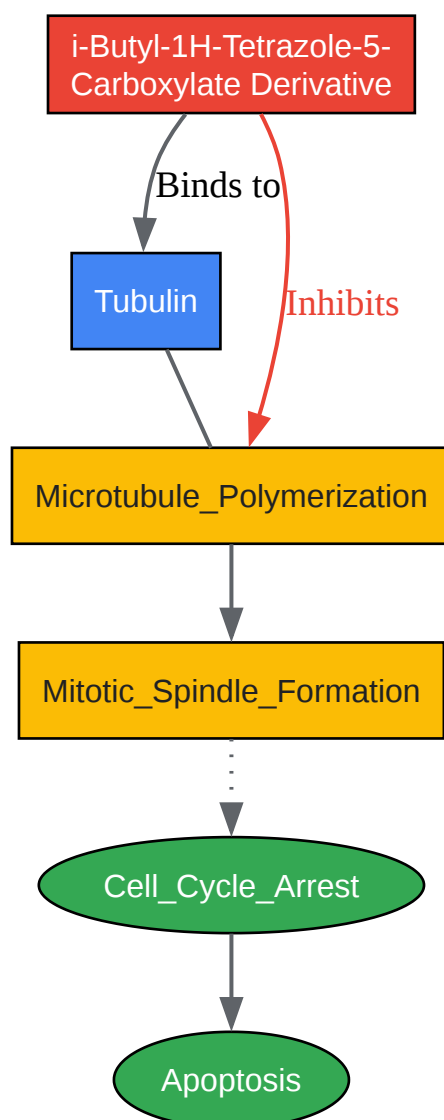 i-Butyl-1H-Tetrazole-5-
Carboxylate Derivative
Binds to
Tubulin
Inhibits
Microtubule_Polymerization
Mitotic_Spindle_Formation
Cell_Cycle_Arrest
Apoptosis